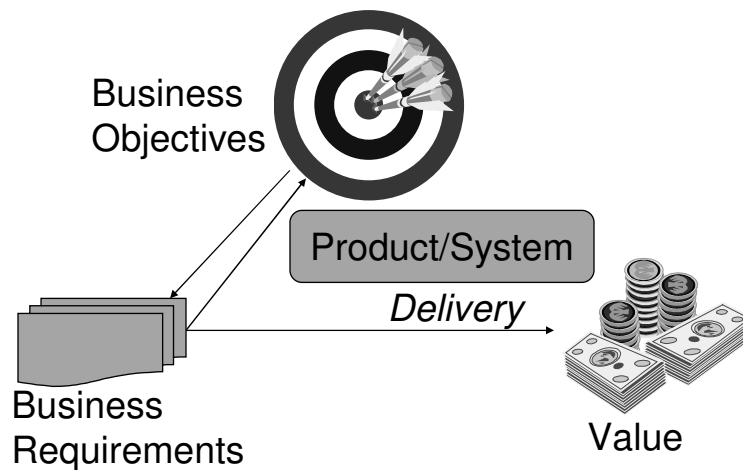 Business
Objectives
Product/System
Delivery
Business
Requirements
Value